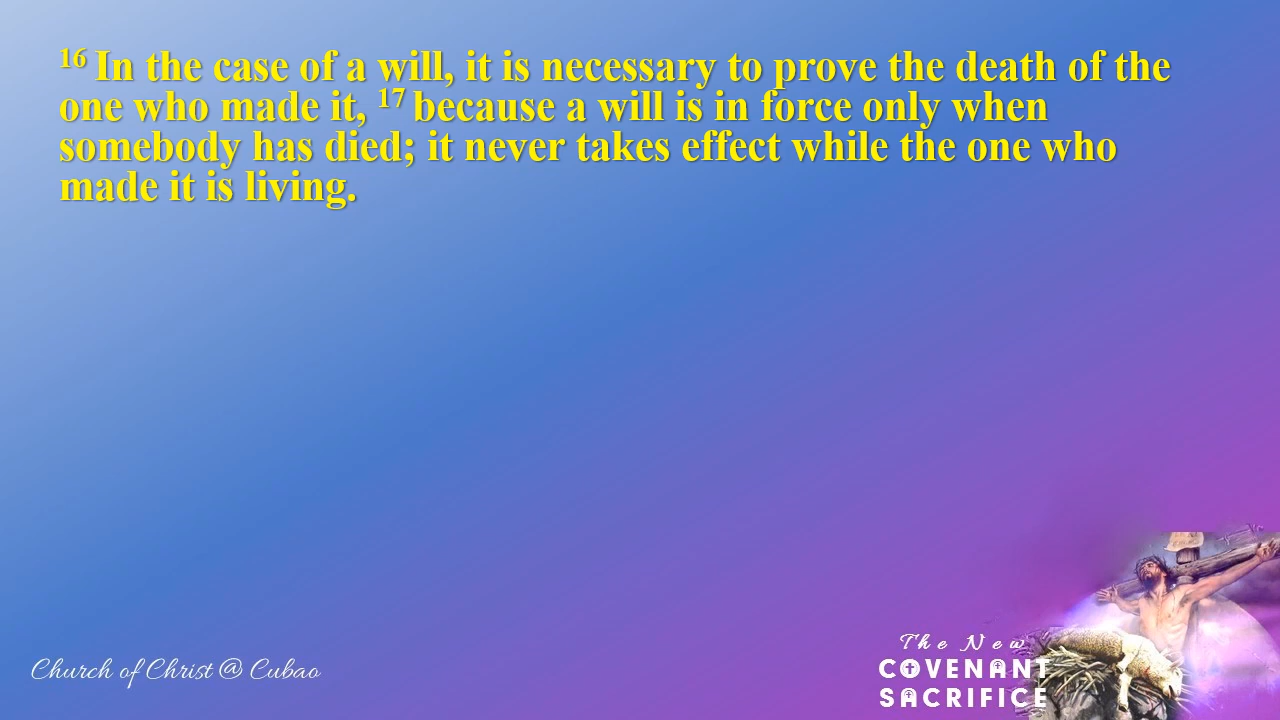 16 In the case of a will, it is necessary to prove the death of the
one who made it, 17 because a will is in force only when
somebody has died; it never takes effect while the one who
made it is living.
Church of Christ @ Cubao
The New
COVENANT
SACRIFICE